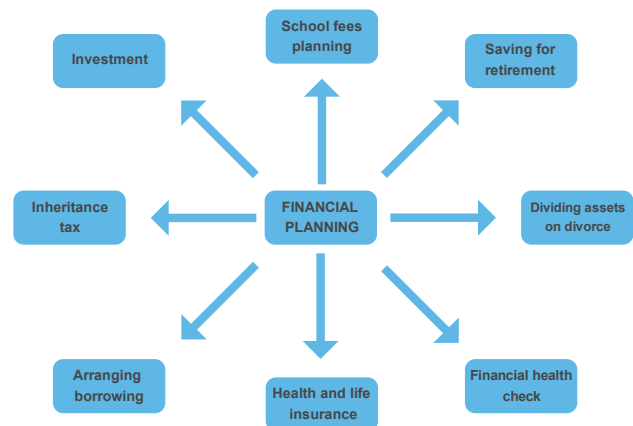 School fees
planning
Investment
Saving for
retirement
Inheritance
tax
FINANCIAL
PLANNING
Dividing assets
on divorce
Arranging
borrowing
Health and life
insurance
Financial health
check